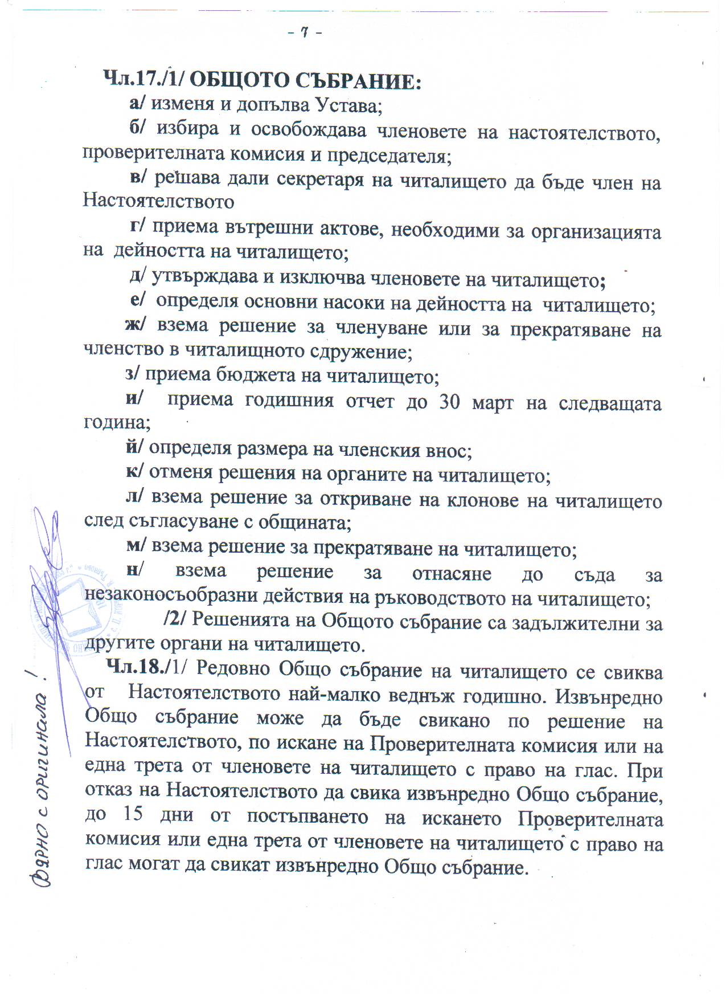 - 7 -
Чл.17./1/ ОБЩОТО СЪБРАНИЕ:
а/ изменя и допълва Устава;
б/ избира и освобождава членовете на настоятелството,
проверителната комисия и председателя;
в/ решава дали секретаря на читалището да бъде член на
Настоятелството
г/ приема вътрешни актове, необходими за организацията
на дейността на читалището;
д/ утвърждава и изключва членовете на читалището;
е/ определя основни насоки на дейността на читалището;
ж/ взема решение за членуване или за прекратяване на
членство в читалищното сдружение;
з/ приема бюджета на читалището;
и/ приема годишния отчет до 30 март на следващата
година;
й/ определя размера на членския внос;
к/ отменя решения на органите на читалището;
л/ взема решение за откриване на клонове на читалището
след съгласуване с общината;
м/ взема решение за прекратяване на читалището;
н/ взема решение за отнасяне до съда за
незаконосъобразни действия на ръководството на читалището;
/2/ Решенията на Общото събрание са задължителни за
другите органи на читалището.
Чл.18./1/ Редовно Общо събрание на читалището се свиква
от Настоятелството най-малко веднъж годишно. Извънредно
Общо събрание може да бъде свикано по решение на
Настоятелството, по искане на Проверителната комисия или на
една трета от членовете на читалището с право на глас. При
отказ на Настоятелството да свика извънредно Общо събрание,
до 15 дни от постъпването на искането Проверителната
комисия или една трета от членовете на читалището с право на
глас могат да свикат извънредно Общо събрание.
Вярно с оригинала !